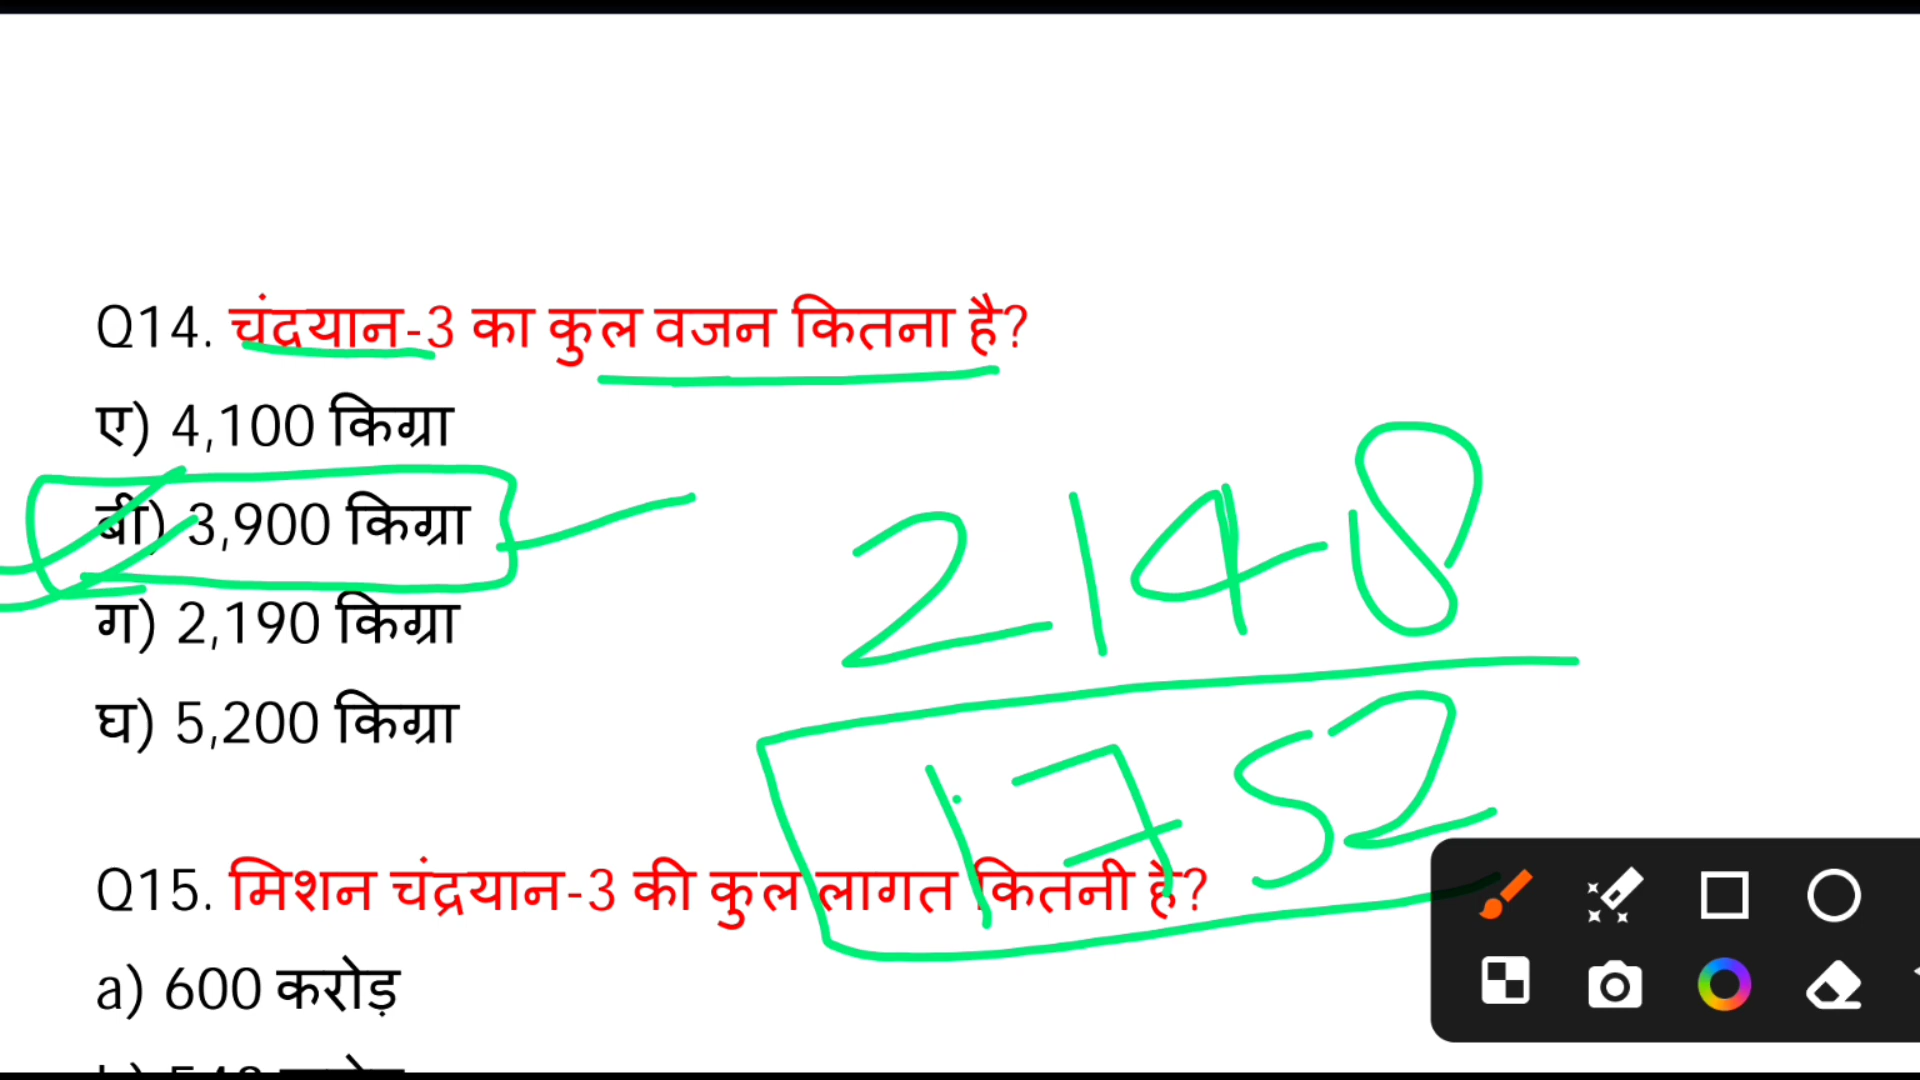 Q14. चंद्रयान-3 का कुल वजन कितना है?
ए) 4,100 किग्रा
बी) 3,900 किग्रा
ग) 2,190 किग्रा
घ) 5,200 किग्रा
2148
1752
Q15. मिशन चंद्रयान-3 की कुल लागत कितनी है?
a) 600 करोड़